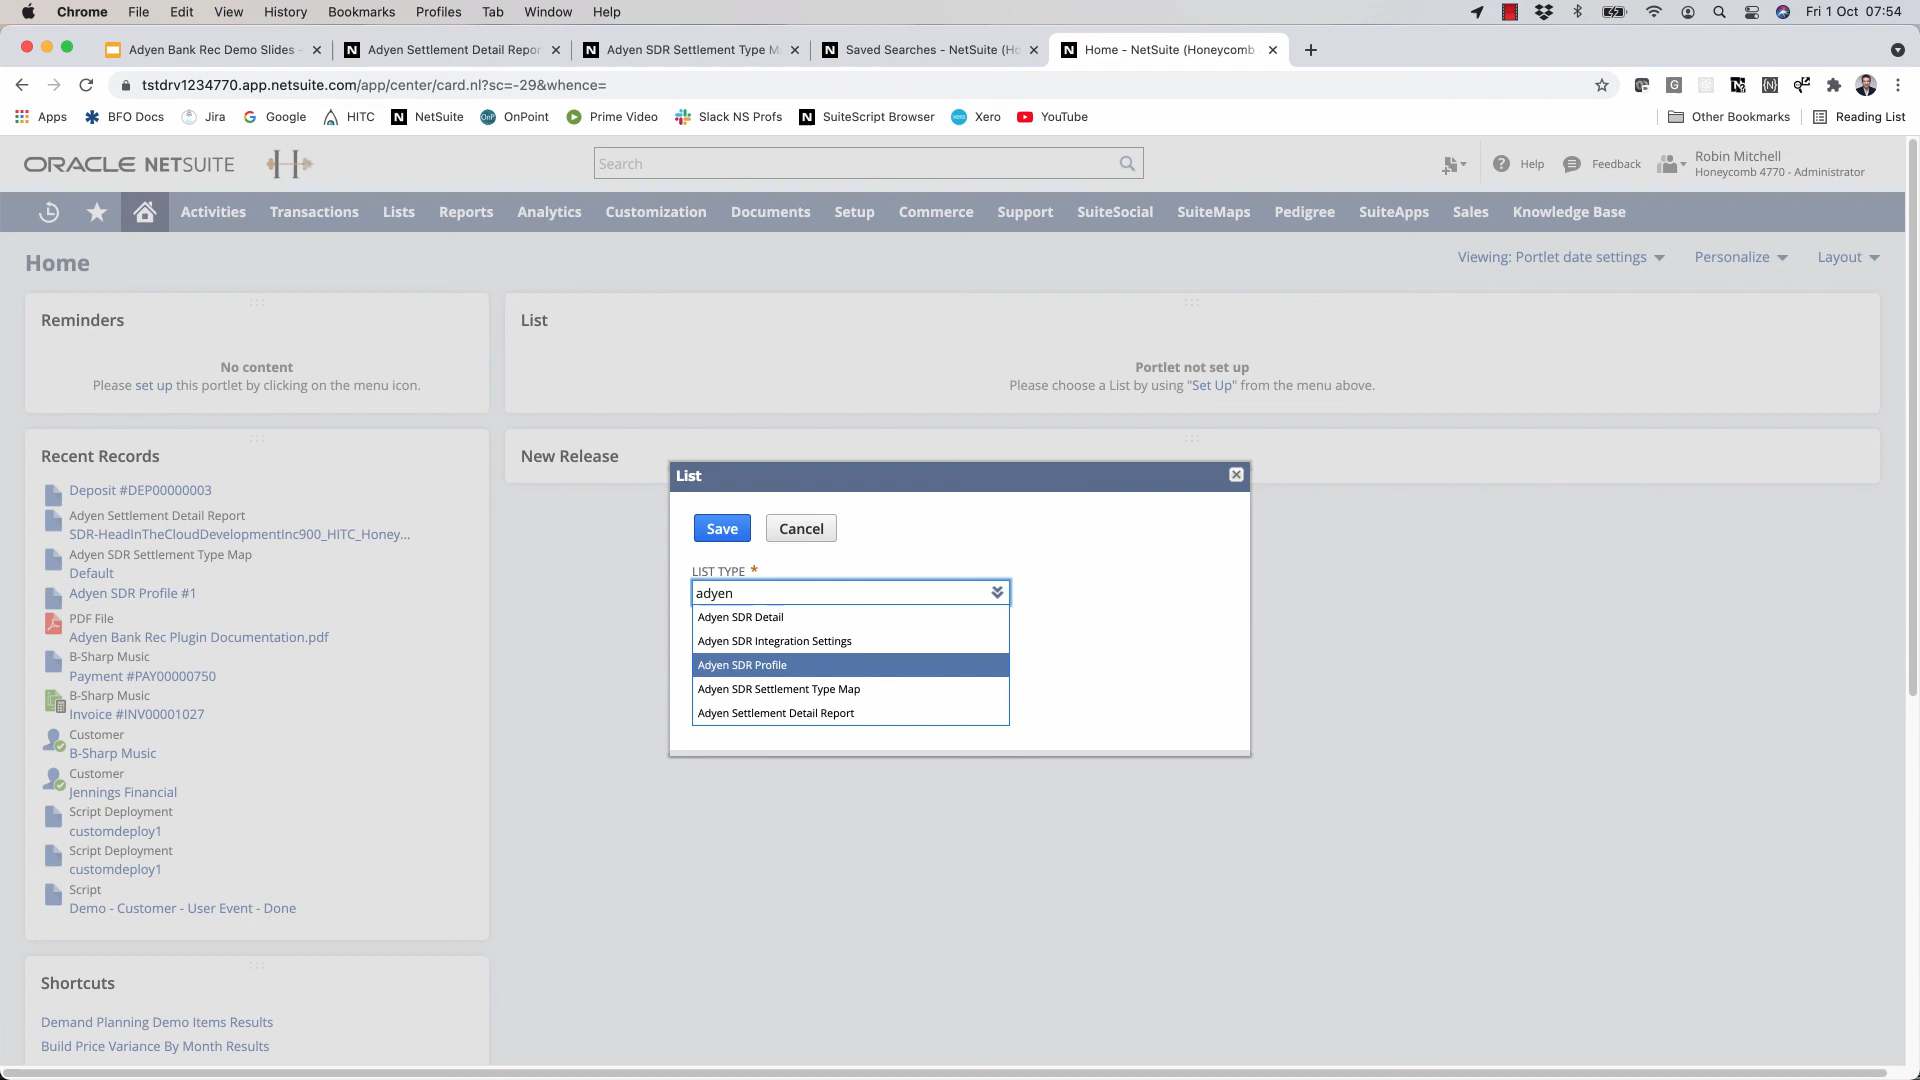 Chrome File Edit View History Bookmarks Profiles Tab Window Help Fri 1 Oct 07:54
Adyen Bank Rec Demo Slides - Adyen Settlement Detail Repor Adyen SDR Settlement Type M Saved Searches - NetSuite (Ho Home - NetSuite (Honeycomb
tstdrv1234770.app.netsuite.com/app/center/card.nl?sc=-29&whence=
Apps BFO Docs Jira Google HITC NetSuite OnPoint Prime Video Slack NS Profs SuiteScript Browser Xero YouTube Other Bookmarks Reading List
ORACLE NETSUITE H Search Help Feedback Robin Mitchell
Honeycomb 4770 - Administrator
Activities Transactions Lists Reports Analytics Customization Documents Setup Commerce Support SuiteSocial SuiteMaps Pedigree SuiteApps Sales Knowledge Base
Home Viewing: Portlet date settings Personalize Layout
Reminders
No content
Please set up this portlet by clicking on the menu icon.
List
Portlet not set up
Please choose a List by using "Set Up" from the menu above.
Recent Records
Deposit #DEP00000003
Adyen Settlement Detail Report
SDR-HeadInTheCloudDevelopmentInc900_HITC_Honey...
Adyen SDR Settlement Type Map
Default
Adyen SDR Profile #1
PDF File
Adyen Bank Rec Plugin Documentation.pdf
B-Sharp Music
Payment #PAY00000750
B-Sharp Music
Invoice #INV00001027
Customer
B-Sharp Music
Customer
Jennings Financial
Script Deployment
customdeploy1
Script Deployment
customdeploy1
Script
Demo - Customer - User Event - Done
Shortcuts
Demand Planning Demo Items Results
Build Price Variance By Month Results
New Release
List
Save Cancel
LIST TYPE *
adyen
Adyen SDR Detail
Adyen SDR Integration Settings
Adyen SDR Profile
Adyen SDR Settlement Type Map
Adyen Settlement Detail Report